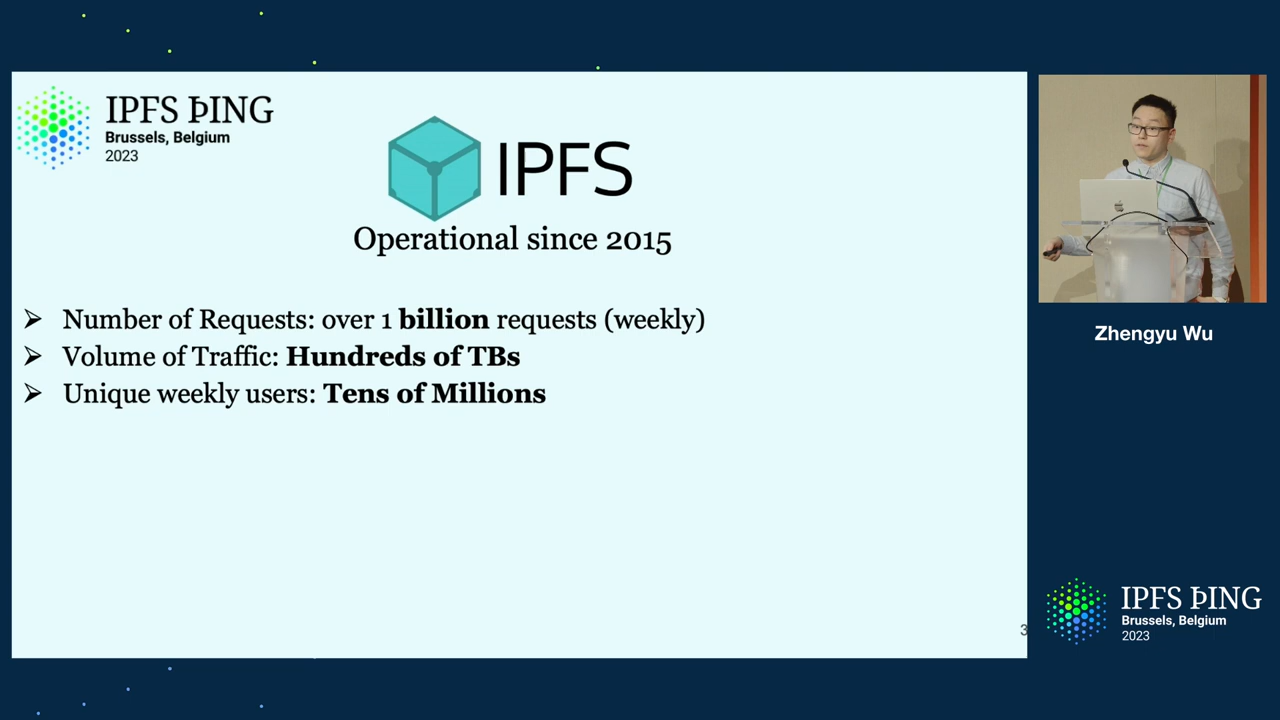 IPFS ÞING
Brussels, Belgium
2023
IPFS
Operational since 2015
➢ Number of Requests: over 1 billion requests (weekly)
➢ Volume of Traffic: Hundreds of TBs
➢ Unique weekly users: Tens of Millions
3
Zhengyu Wu
IPFS ÞING
Brussels, Belgium
2023